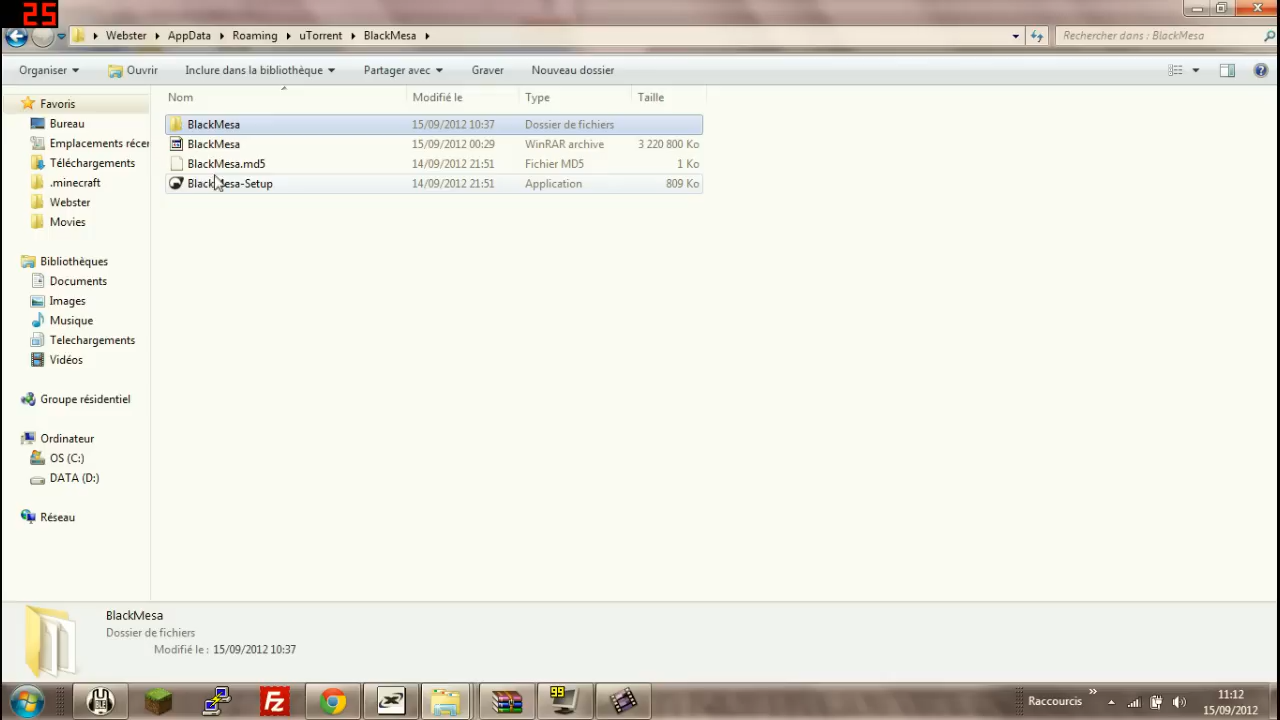 25
Webster AppData Roaming uTorrent BlackMesa Rechercher dans : BlackMesa
Organiser Ouvrir Inclure dans la bibliothèque Partager avec Graver Nouveau dossier
Nom Modifié le Type Taille
BlackMesa 15/09/2012 10:37 Dossier de fichiers
BlackMesa 15/09/2012 00:29 WinRAR archive 3 220 800 Ko
BlackMesa.md5 14/09/2012 21:51 Fichier MD5 1 Ko
BlackMesa-Setup 14/09/2012 21:51 Application 809 Ko
Favoris
Bureau
Emplacements récer
Téléchargements
.minecraft
Webster
Movies
Bibliothèques
Documents
Images
Musique
Telechargements
Vidéos
Groupe résidentiel
Ordinateur
OS (C:)
DATA (D:)
Réseau
BlackMesa
Dossier de fichiers
Modifié le : 15/09/2012 10:37
Fz
99
Raccourcis »
11:12
15/09/2012